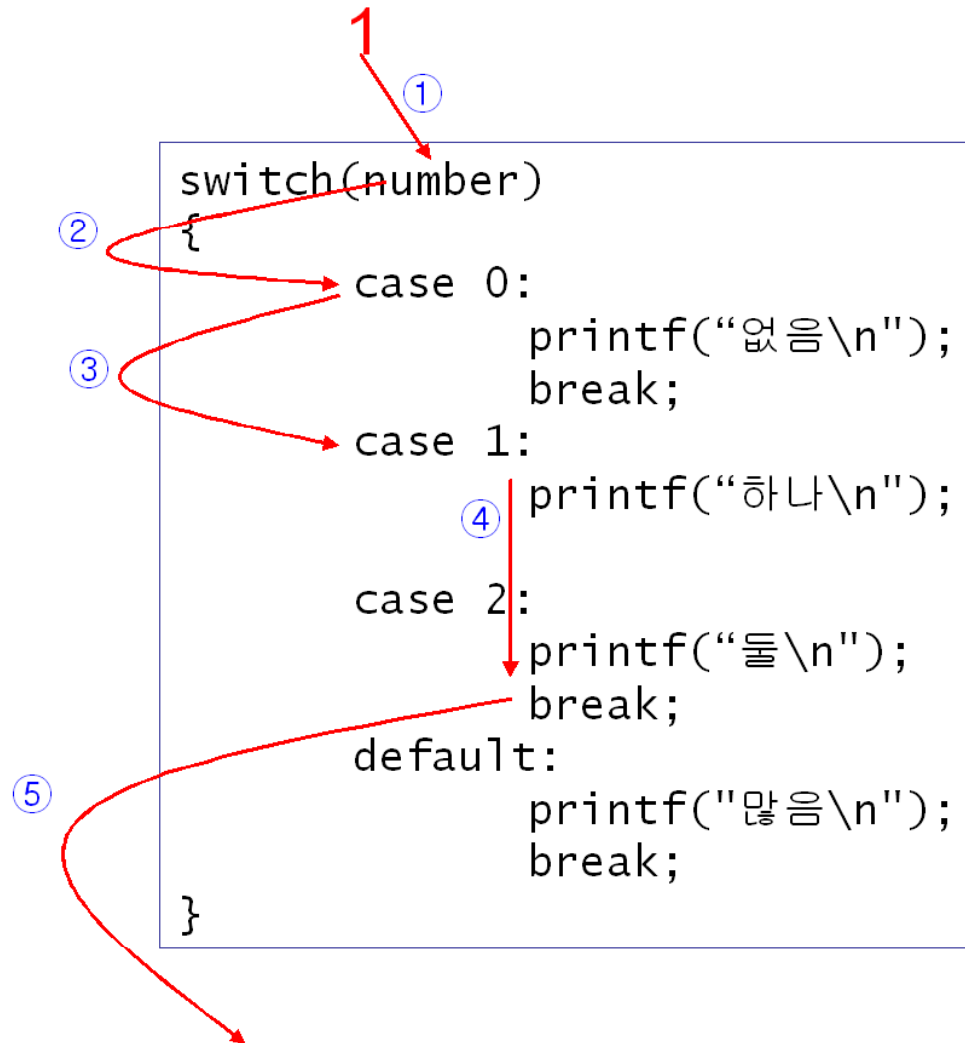 1
①
switch(number)
②
{
case 0:
printf(“없음\n");
③
break;
case 1:
printf(“하나\n");
④
case 2:
printf(“둘\n");
break;
default:
⑤
printf("많음\n");
break;
}